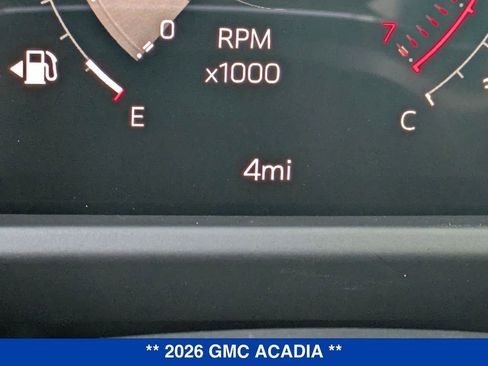 0
RPM
x1000
7
E
C
4mi
** 2026 GMC ACADIA **